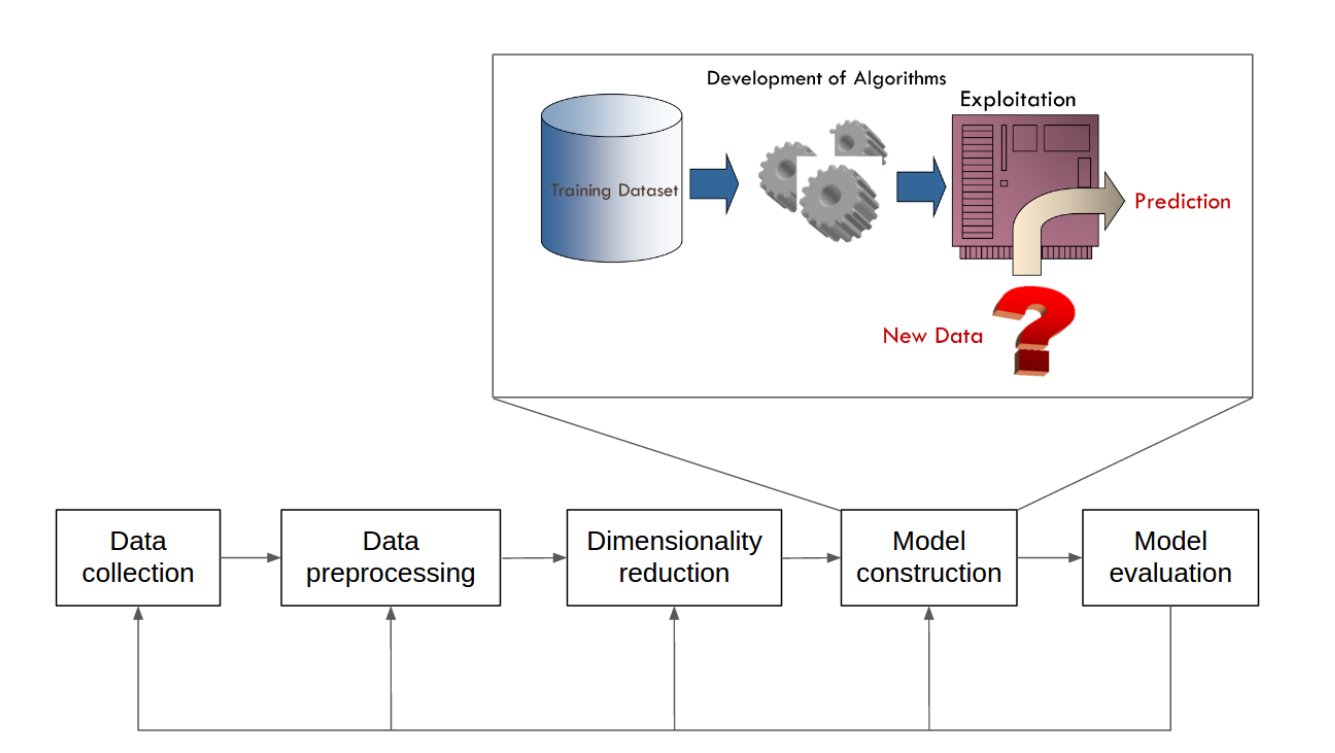 Development of Algorithms
Exploitation
Training Dataset
Prediction
New Data
Data
collection
Data
preprocessing
Dimensionality
reduction
Model
construction
Model
evaluation